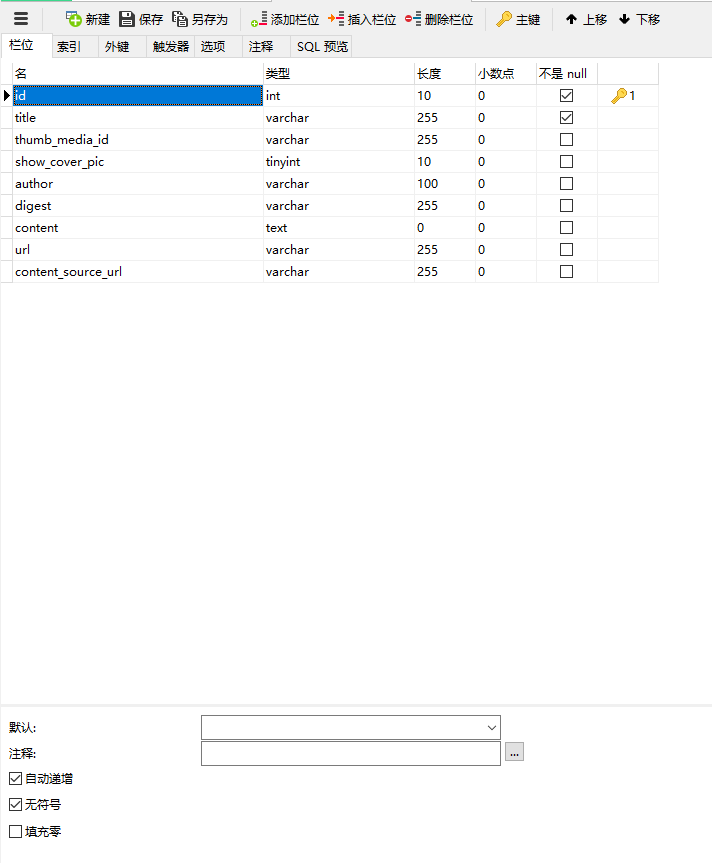 新建 保存 另存为 添加栏位 插入栏位 删除栏位 主键 上移 下移
栏位 索引 外键 触发器 选项 注释 SQL 预览
名 类型 长度 小数点 不是 null
id int 10 0 1
title varchar 255 0
thumb_media_id varchar 255 0
show_cover_pic tinyint 10 0
author varchar 100 0
digest varchar 255 0
content text 0 0
url varchar 255 0
content_source_url varchar 255 0
默认:
注释: ...
自动递增
无符号
填充零